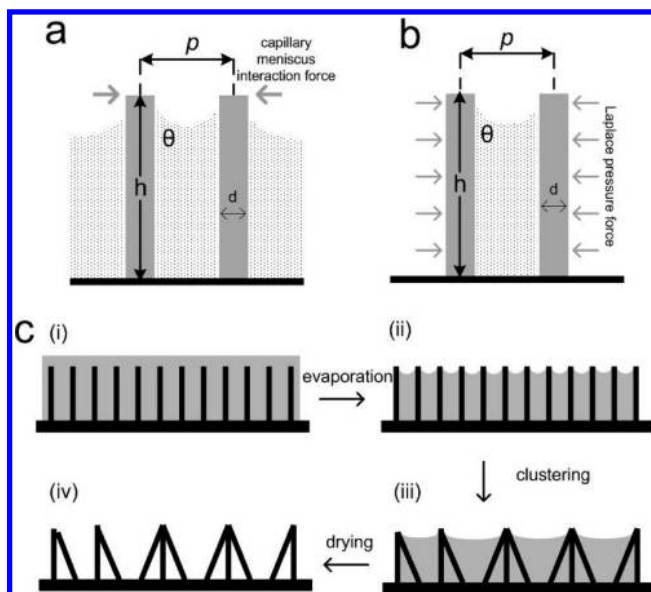 a
p
capillary
meniscus
interaction force
θ
h
d
b
p
θ
h
d
Laplace pressure force
c
(i)
evaporation
(ii)
clustering
(iii)
drying
(iv)